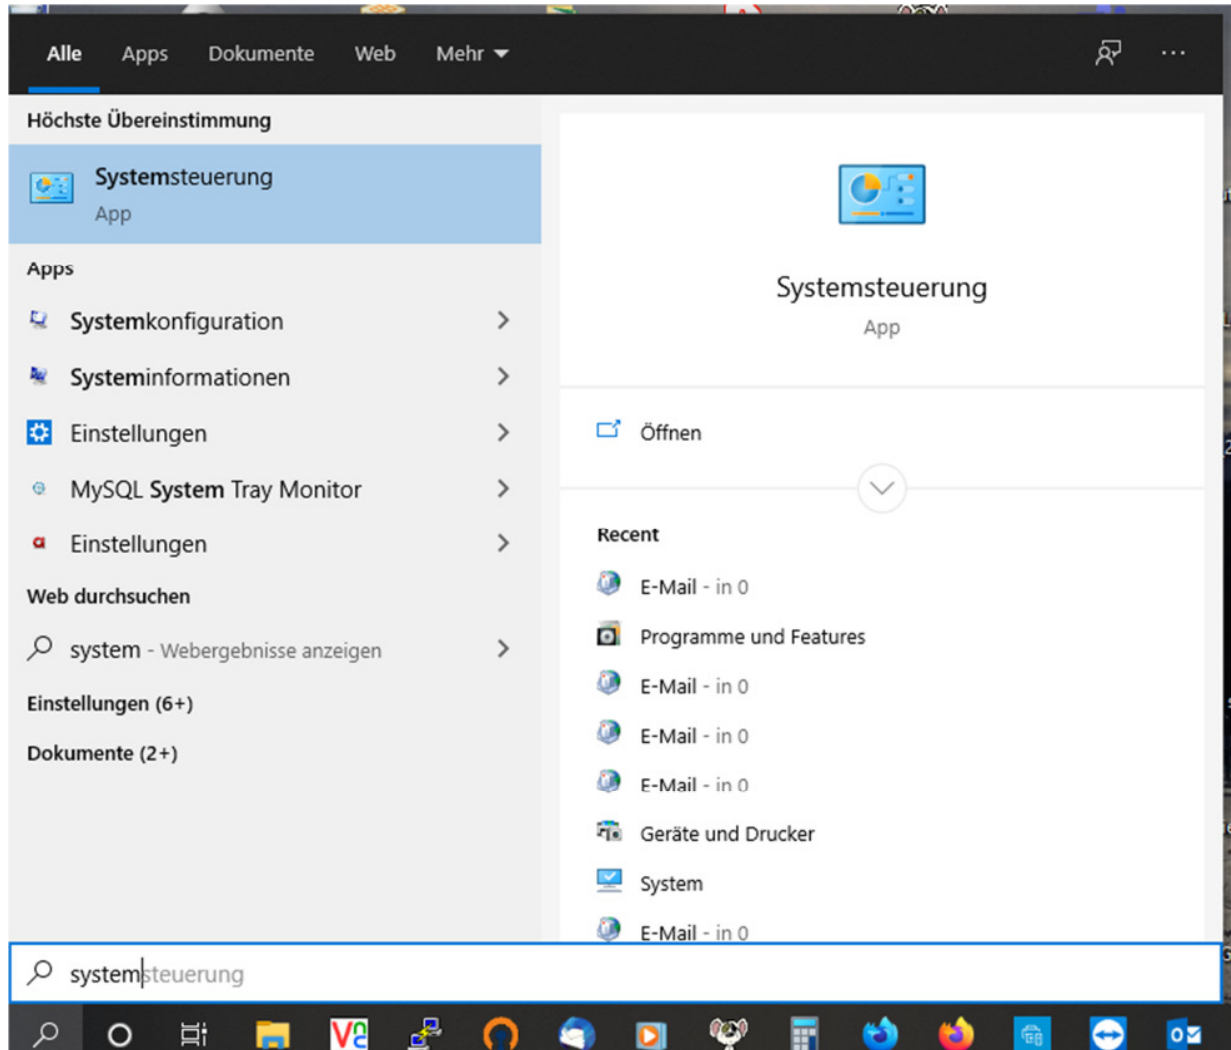 Alle Apps Dokumente Web Mehr
Höchste Übereinstimmung
Systemsteuerung
App
Apps
Systemkonfiguration
Systeminformationen
Einstellungen
MySQL System Tray Monitor
Einstellungen
Web durchsuchen
system - Webergebnisse anzeigen
Einstellungen (6+)
Dokumente (2+)
Systemsteuerung
App
Öffnen
Recent
E-Mail - in 0
Programme und Features
E-Mail - in 0
E-Mail - in 0
E-Mail - in 0
Geräte und Drucker
System
E-Mail - in 0
systemsteuerung